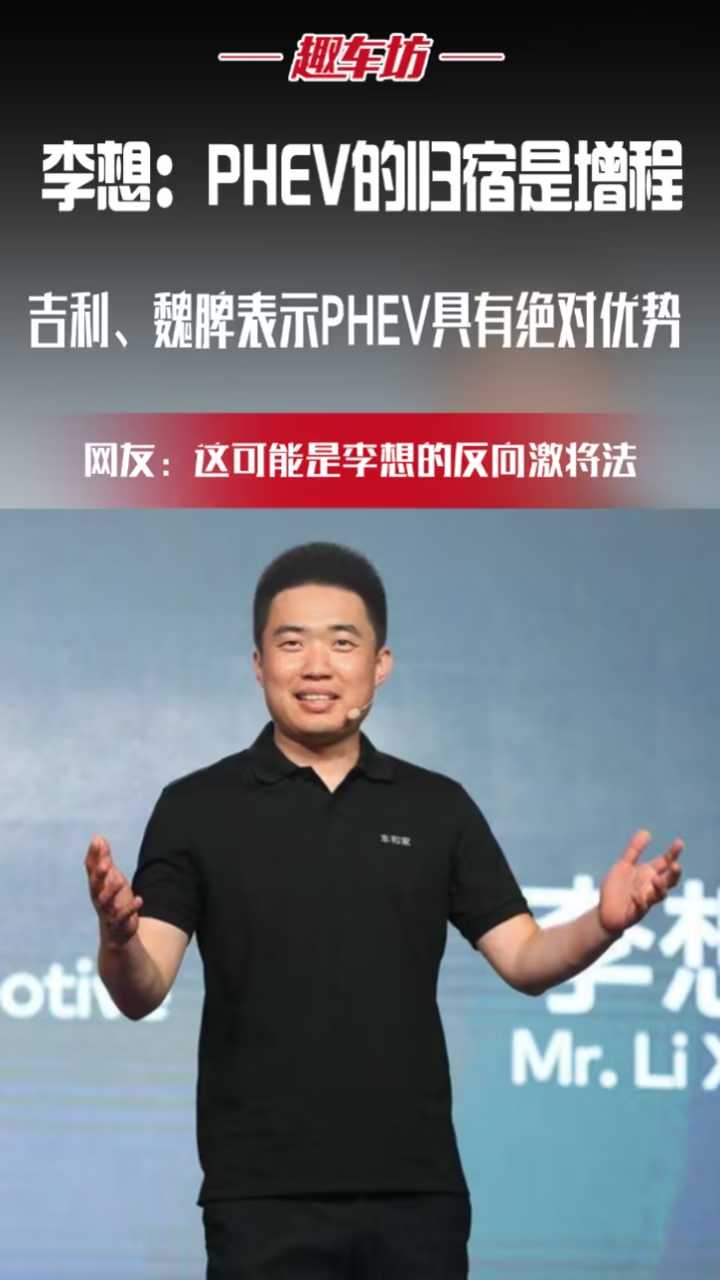 趣车坊
李想：PHEV的归宿是增程
吉利、魏脾表示PHEV具有绝对优势
网友：这可能是李想的反向激将法
车和家
otive
李想
Mr. Li X